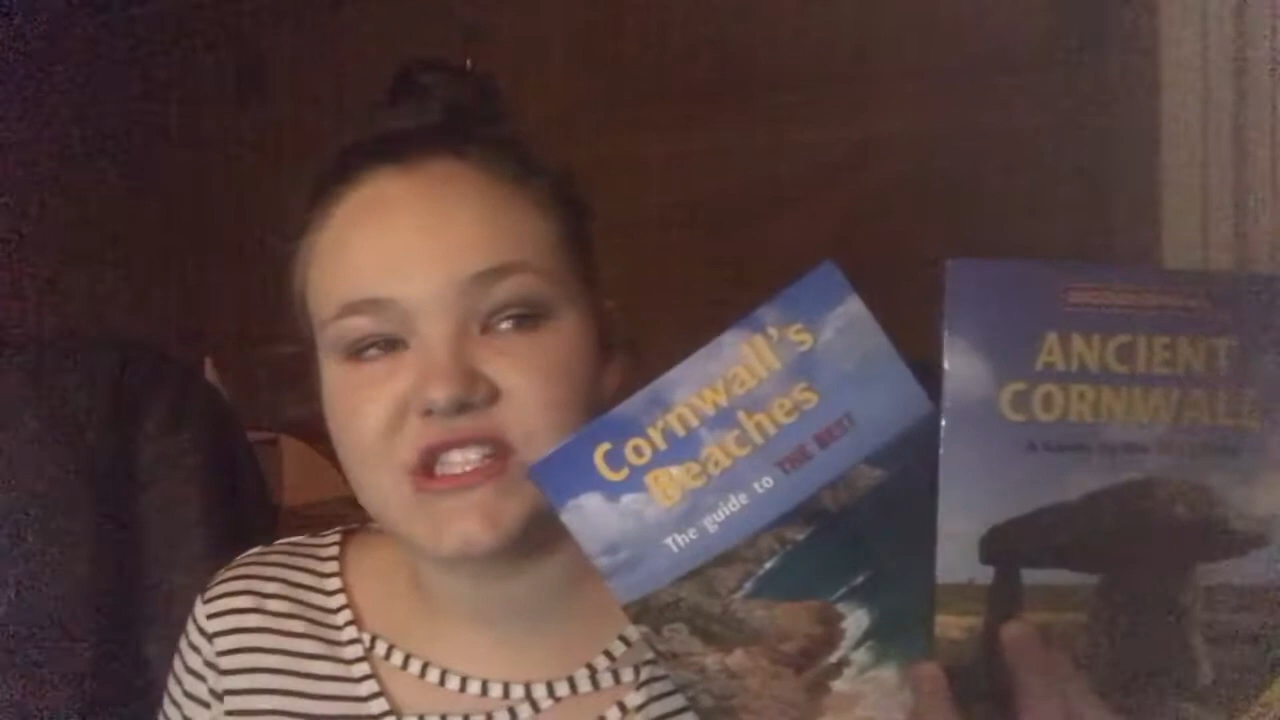 Cornwall's
Beaches
The guide to THE BEST
ANCIENT
CORNWALL